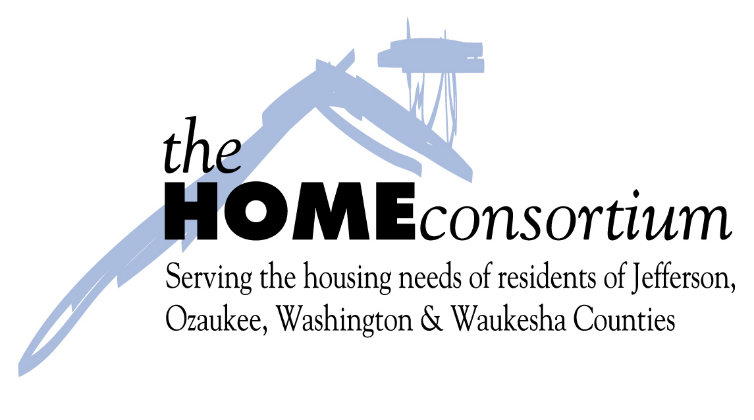 the
HOMEconsortium
Serving the housing needs of residents of Jefferson,
Ozaukee, Washington & Waukesha Counties